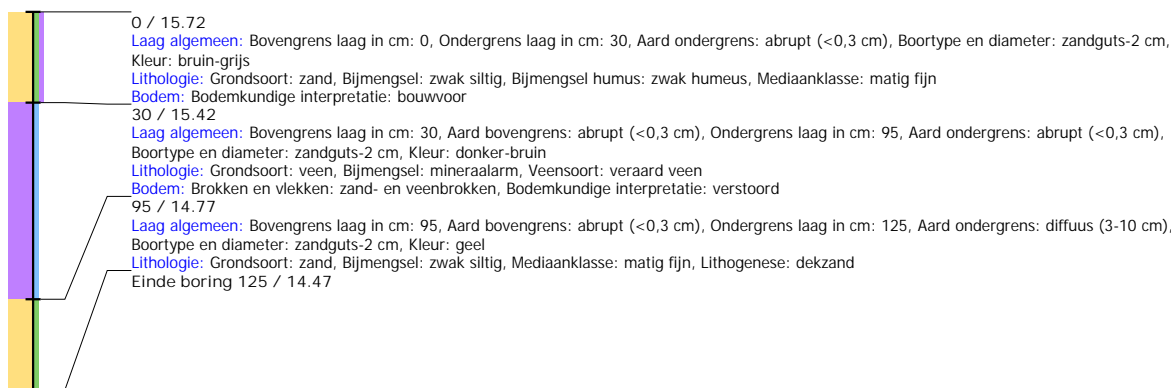 0 / 15.72
Laag algemeen: Bovengrens laag in cm: 0, Ondergrens laag in cm: 30, Aard ondergrens: abrupt (<0,3 cm), Boortype en diameter: zandguts-2 cm,
Kleur: bruin-grijs
Lithologie: Grondsoort: zand, Bijmengsel: zwak siltig, Bijmengsel humus: zwak humeus, Mediaanklasse: matig fijn
Bodem: Bodemkundige interpretatie: bouwvoor
30 / 15.42
Laag algemeen: Bovengrens laag in cm: 30, Aard bovengrens: abrupt (<0,3 cm), Ondergrens laag in cm: 95, Aard ondergrens: abrupt (<0,3 cm),
Boortype en diameter: zandguts-2 cm, Kleur: donker-bruin
Lithologie: Grondsoort: veen, Bijmengsel: mineraalarm, Veensoort: veraard veen
Bodem: Brokken en vlekken: zand- en veenbrokken, Bodemkundige interpretatie: verstoord
95 / 14.77
Laag algemeen: Bovengrens laag in cm: 95, Aard bovengrens: abrupt (<0,3 cm), Ondergrens laag in cm: 125, Aard ondergrens: diffuus (3-10 cm),
Boortype en diameter: zandguts-2 cm, Kleur: geel
Lithologie: Grondsoort: zand, Bijmengsel: zwak siltig, Mediaanklasse: matig fijn, Lithogenese: dekzand
Einde boring 125 / 14.47